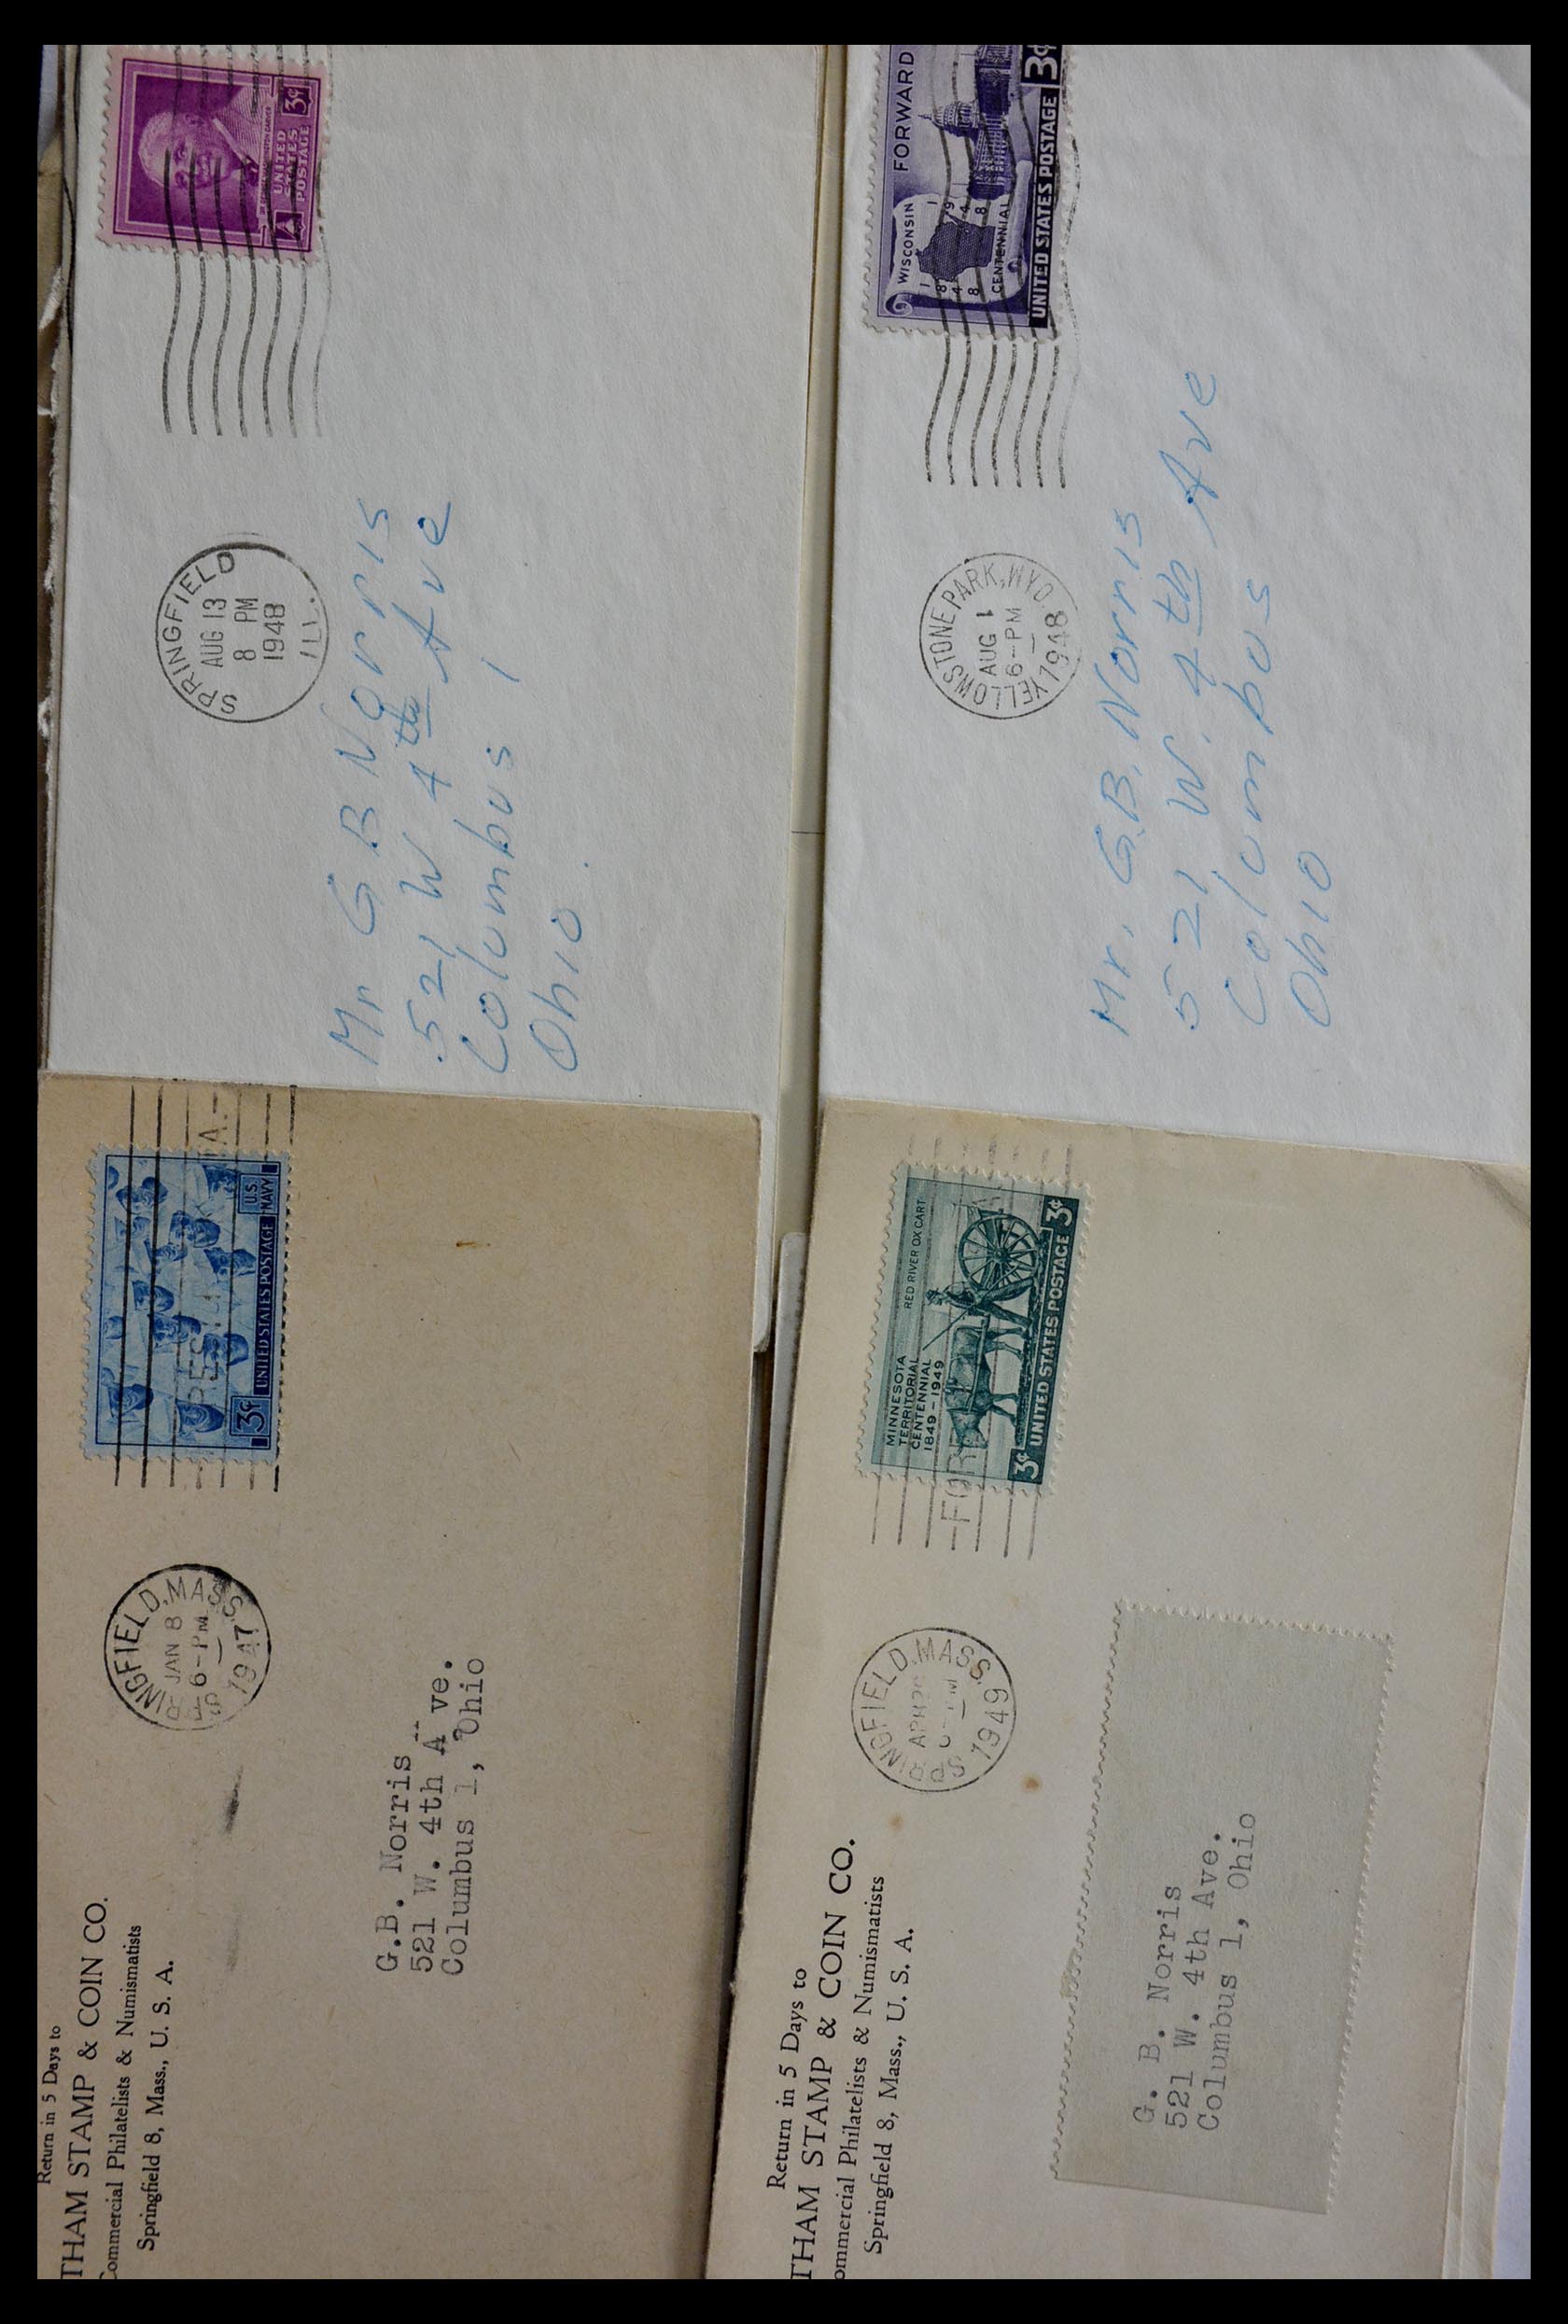 Return in 5 Days to
THAM STAMP & COIN CO.
Commercial Philatelists & Numismatists
Springfield 8, Mass., U. S. A.
SPRINGFIELD, MASS.
JAN 8
6-PM
1947
3¢ UNITED STATES POSTAGE
U.S.
NAVY
G.B. Norris
521 W. 4th A ve.
Columbus 1, Ohio
SPRINGFIELD
AUG 13
8 PM
1948
ILL.
UNITED
STATES
POSTAGE
3¢
Mr G B Norris
521 W 4th Ave
Columbus 1
Ohio
Return in 5 Days to
THAM STAMP & COIN CO.
ommercial Philatelists & Numismatists
Springfield 8, Mass., U. S. A.
SPRINGFIELD, MASS.
1949
MINNESOTA
TERRITORIAL
CENTENNIAL
1849-1949
RED RIVER OX CART
3¢ UNITED STATES POSTAGE 3¢
G. B. Norris
521 W. 4th Ave.
Columbus 1, Ohio
YELLOWSTONE PARK, WYO.
AUG 1
6-PM
1948
WISCONSIN FORWARD
1848 1948
CENTENNIAL
UNITED STATES POSTAGE 3¢
Mr. G.B. Norris
521 W. 4th Ave
Columbus
Ohio